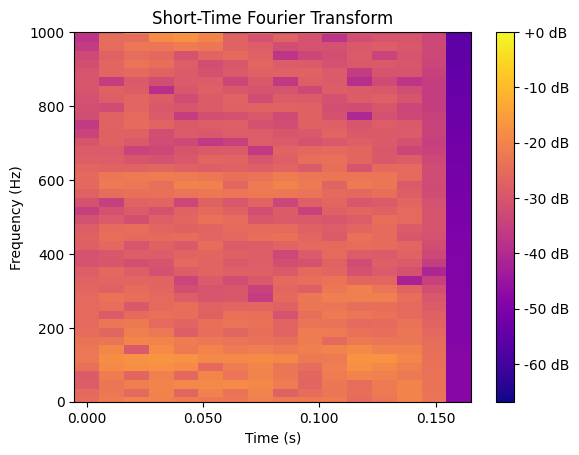 Short-Time Fourier Transform
1000
800
600
400
200
0
Frequency (Hz)
0.000
0.050
0.100
0.150
Time (s)
+0 dB
-10 dB
-20 dB
-30 dB
-40 dB
-50 dB
-60 dB